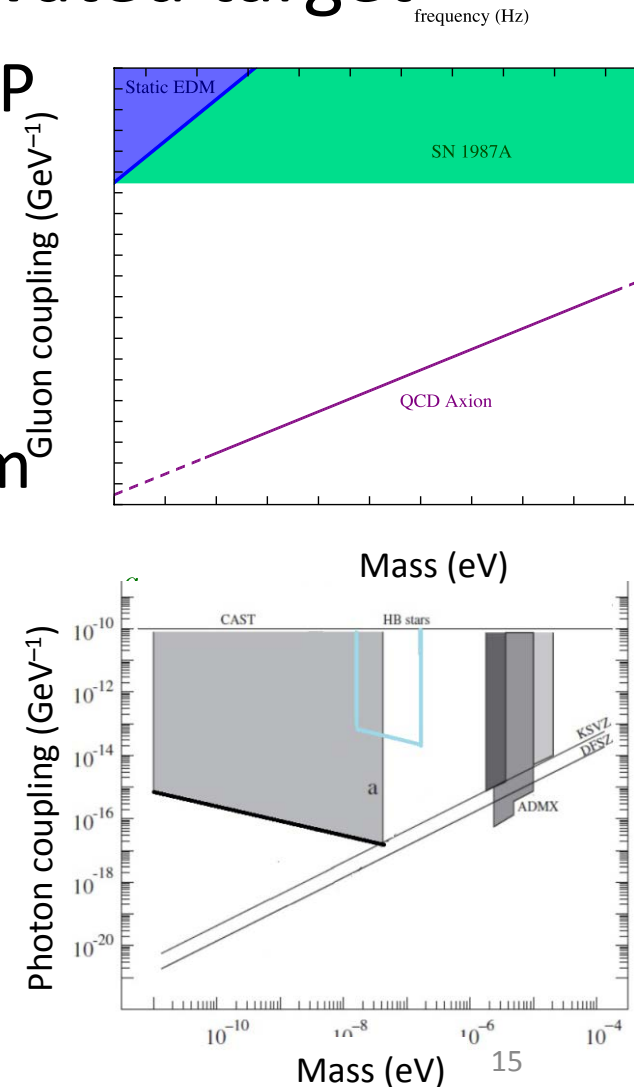 frequency (Hz)
P
Static EDM
SN 1987A
Gluon coupling (GeV⁻¹)
QCD Axion
m
Mass (eV)
CAST
HB stars
10⁻¹⁰
10⁻¹²
10⁻¹⁴
10⁻¹⁶
10⁻¹⁸
10⁻²⁰
KSVZ
DFSZ
a
ADMX
Photon coupling (GeV⁻¹)
10⁻¹⁰
10⁻⁸
10⁻⁶
10⁻⁴
Mass (eV)
15